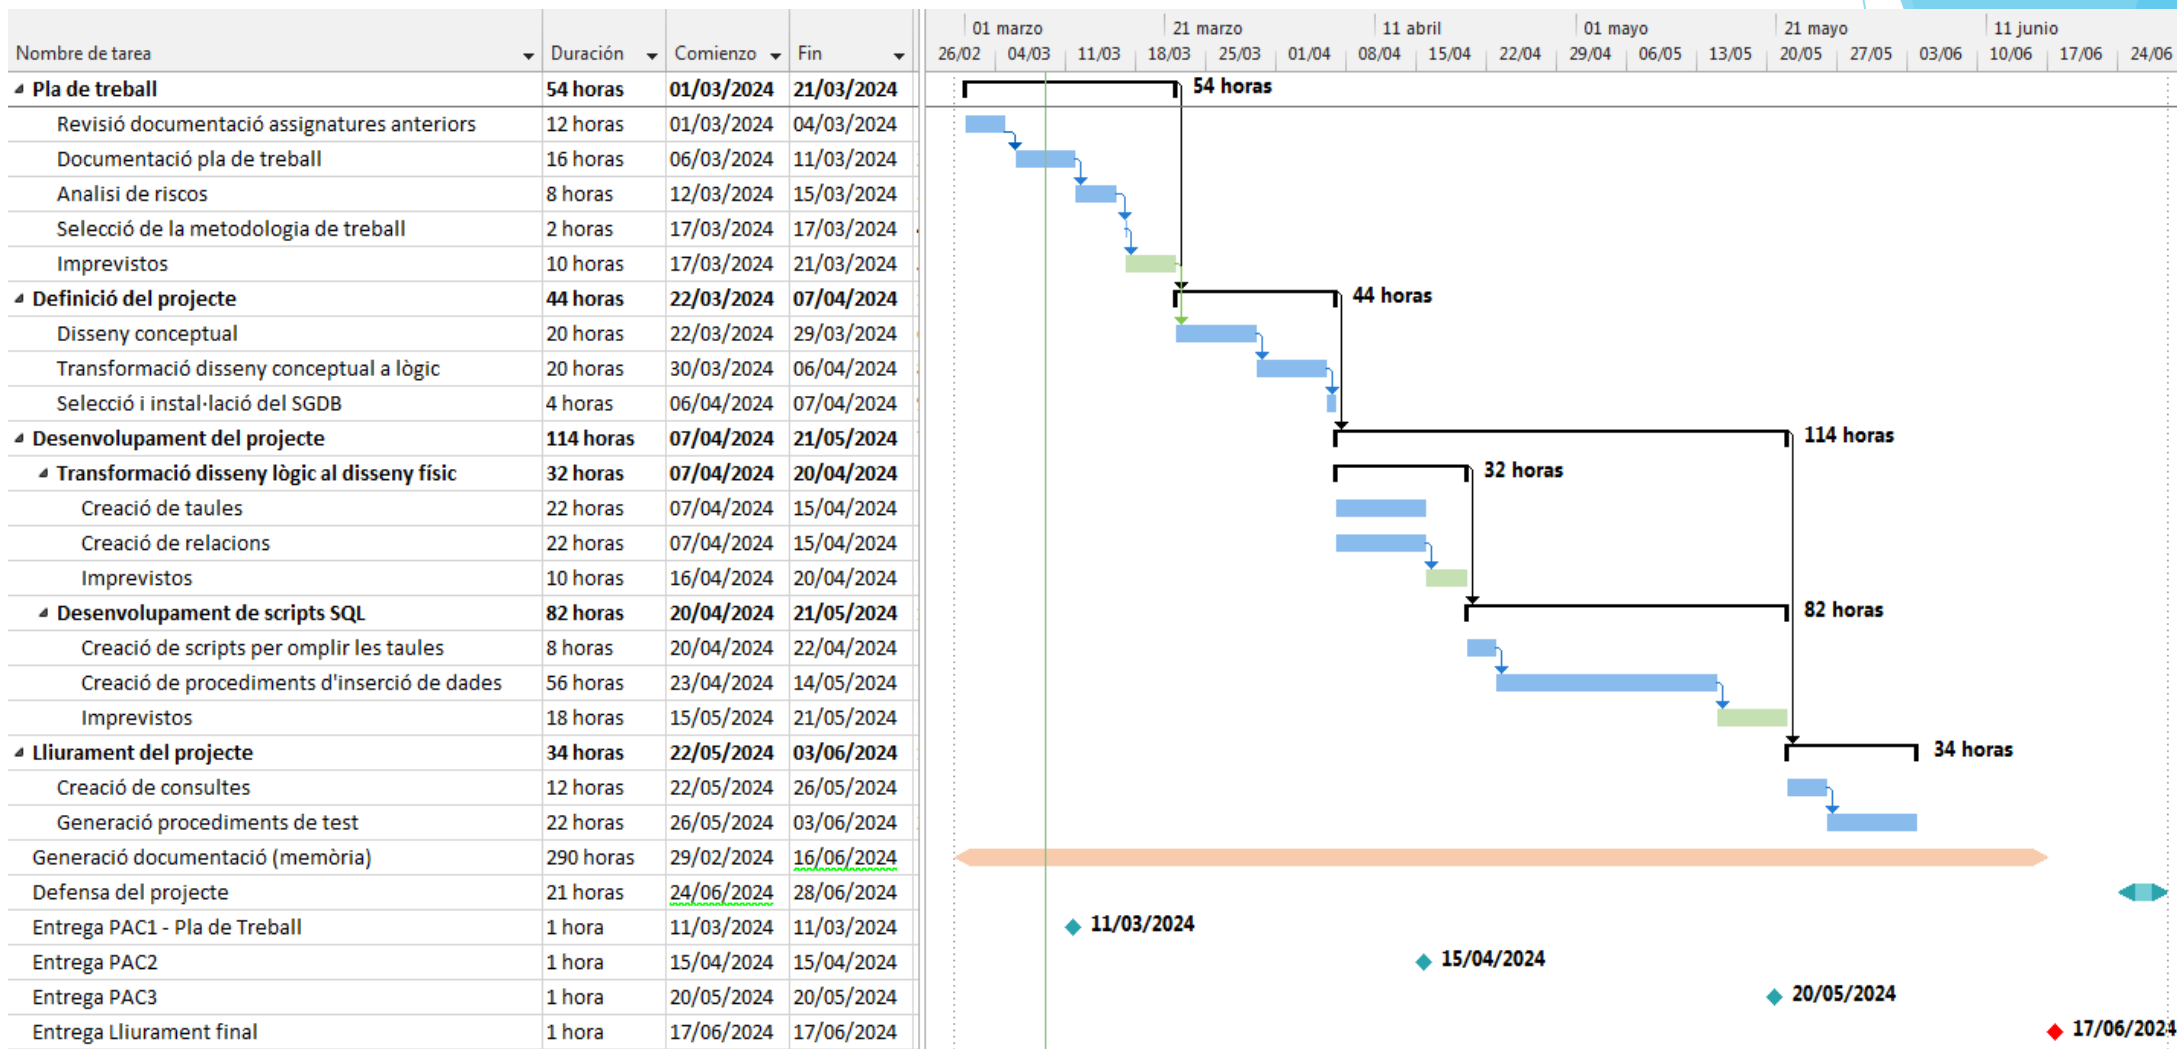 01 marzo 21 marzo 11 abril 01 mayo 21 mayo 11 junio
Nombre de tarea Duración Comienzo Fin 26/02 04/03 11/03 18/03 25/03 01/04 08/04 15/04 22/04 29/04 06/05 13/05 20/05 27/05 03/06 10/06 17/06 24/06
Pla de treball 54 horas 01/03/2024 21/03/2024 54 horas
Revisió documentació assignatures anteriors 12 horas 01/03/2024 04/03/2024
Documentació pla de treball 16 horas 06/03/2024 11/03/2024
Analisi de riscos 8 horas 12/03/2024 15/03/2024
Selecció de la metodologia de treball 2 horas 17/03/2024 17/03/2024
Imprevistos 10 horas 17/03/2024 21/03/2024
Definició del projecte 44 horas 22/03/2024 07/04/2024 44 horas
Disseny conceptual 20 horas 22/03/2024 29/03/2024
Transformació disseny conceptual a lògic 20 horas 30/03/2024 06/04/2024
Selecció i instal·lació del SGDB 4 horas 06/04/2024 07/04/2024
Desenvolupament del projecte 114 horas 07/04/2024 21/05/2024 114 horas
Transformació disseny lògic al disseny físic 32 horas 07/04/2024 20/04/2024 32 horas
Creació de taules 22 horas 07/04/2024 15/04/2024
Creació de relacions 22 horas 07/04/2024 15/04/2024
Imprevistos 10 horas 16/04/2024 20/04/2024
Desenvolupament de scripts SQL 82 horas 20/04/2024 21/05/2024 82 horas
Creació de scripts per omplir les taules 8 horas 20/04/2024 22/04/2024
Creació de procediments d'inserció de dades 56 horas 23/04/2024 14/05/2024
Imprevistos 18 horas 15/05/2024 21/05/2024
Lliurament del projecte 34 horas 22/05/2024 03/06/2024 34 horas
Creació de consultes 12 horas 22/05/2024 26/05/2024
Generació procediments de test 22 horas 26/05/2024 03/06/2024
Generació documentació (memòria) 290 horas 29/02/2024 16/06/2024
Defensa del projecte 21 horas 24/06/2024 28/06/2024
Entrega PAC1 - Pla de Treball 1 hora 11/03/2024 11/03/2024 11/03/2024
Entrega PAC2 1 hora 15/04/2024 15/04/2024 15/04/2024
Entrega PAC3 1 hora 20/05/2024 20/05/2024 20/05/2024
Entrega Lliurament final 1 hora 17/06/2024 17/06/2024 17/06/2024